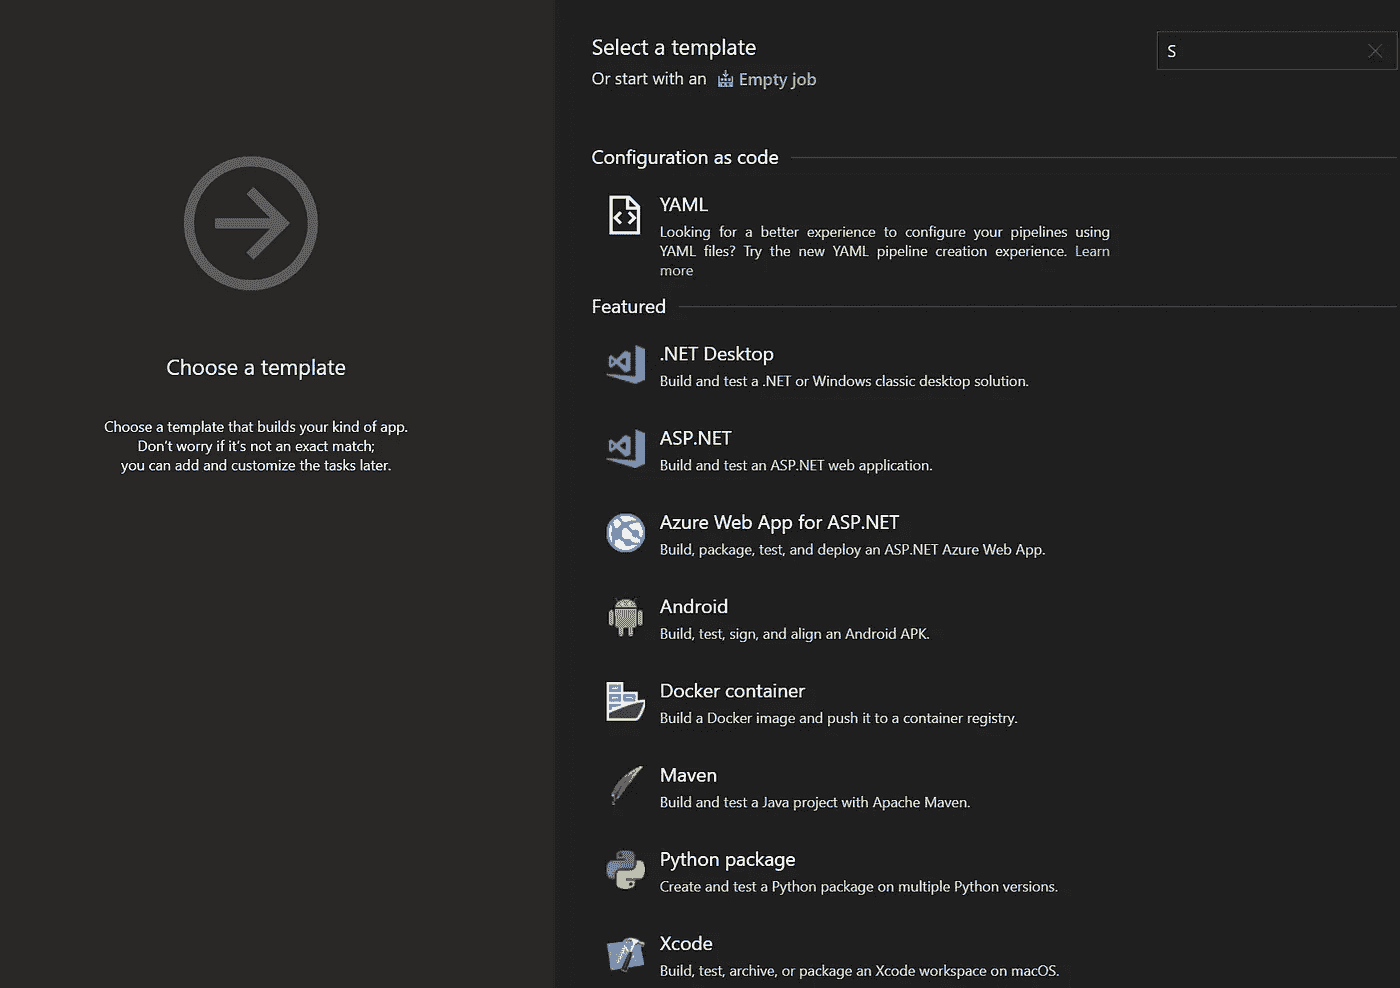 Choose a template
Choose a template that builds your kind of app.
Don't worry if it's not an exact match;
you can add and customize the tasks later.
Select a template
S
Or start with an Empty job
Configuration as code
YAML
Looking for a better experience to configure your pipelines using
YAML files? Try the new YAML pipeline creation experience. Learn
more
Featured
.NET Desktop
Build and test a .NET or Windows classic desktop solution.
ASP.NET
Build and test an ASP.NET web application.
Azure Web App for ASP.NET
Build, package, test, and deploy an ASP.NET Azure Web App.
Android
Build, test, sign, and align an Android APK.
Docker container
Build a Docker image and push it to a container registry.
Maven
Build and test a Java project with Apache Maven.
Python package
Create and test a Python package on multiple Python versions.
Xcode
Build, test, archive, or package an Xcode workspace on macOS.